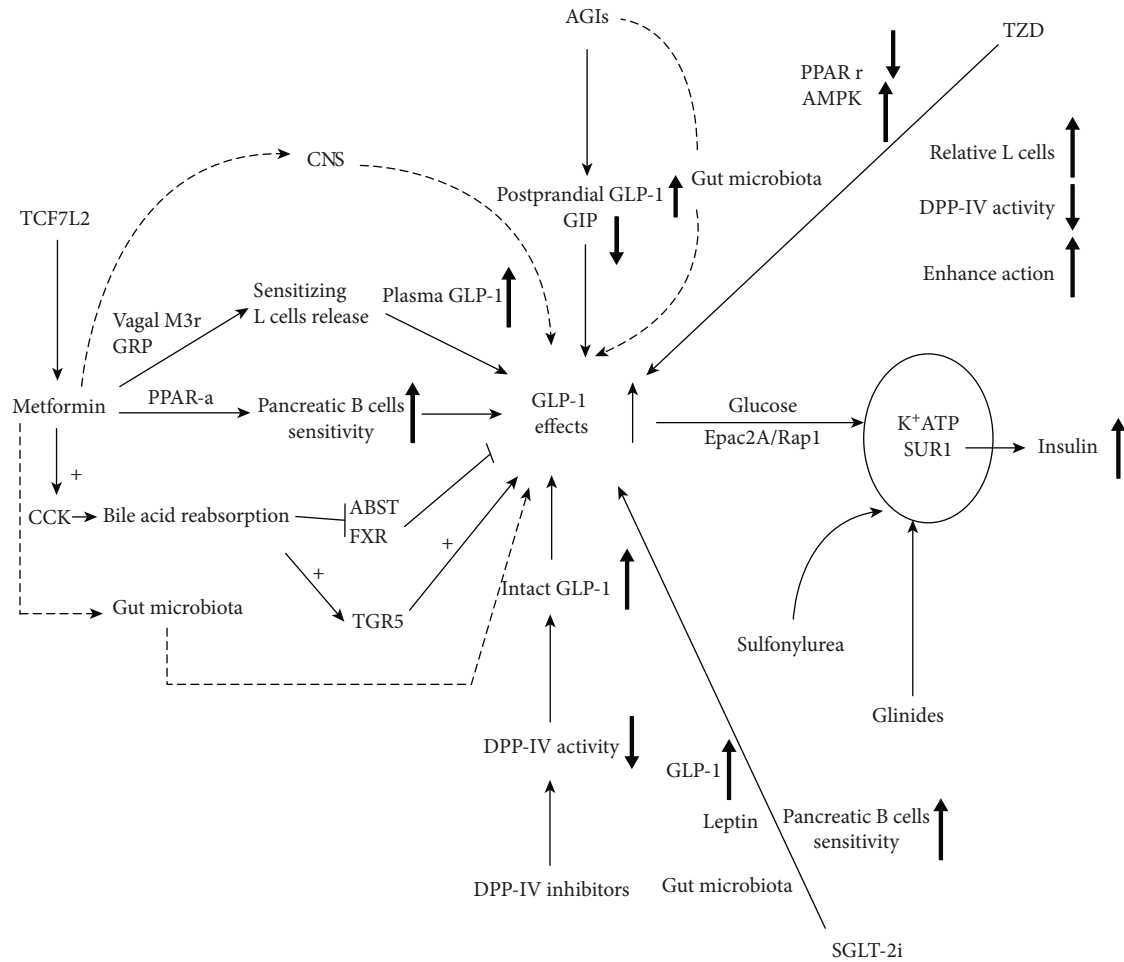 AGIs
TZD
PPAR r
AMPK
Relative L cells
DPP-IV activity
Enhance action
CNS
Postprandial GLP-1
GIP
Gut microbiota
TCF7L2
Sensitizing
L cells release
Plasma GLP-1
Vagal M3r
GRP
Metformin
PPAR-a
Pancreatic B cells
sensitivity
GLP-1
effects
Glucose
Epac2A/Rap1
K+ATP
SUR1
Insulin
+
CCK
Bile acid reabsorption
ABST
FXR
+
+
TGR5
Gut microbiota
Intact GLP-1
Sulfonylurea
Glinides
DPP-IV activity
GLP-1
Leptin
Pancreatic B cells
sensitivity
DPP-IV inhibitors
Gut microbiota
SGLT-2i